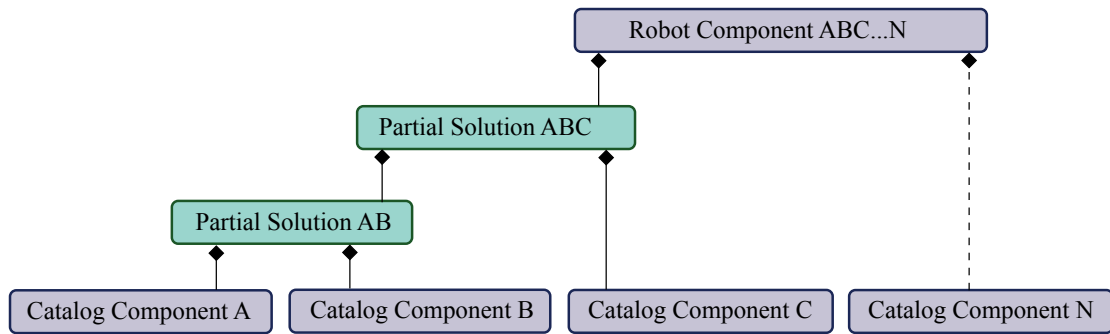 Robot Component ABC...N
Partial Solution ABC
Partial Solution AB
Catalog Component A
Catalog Component B
Catalog Component C
Catalog Component N